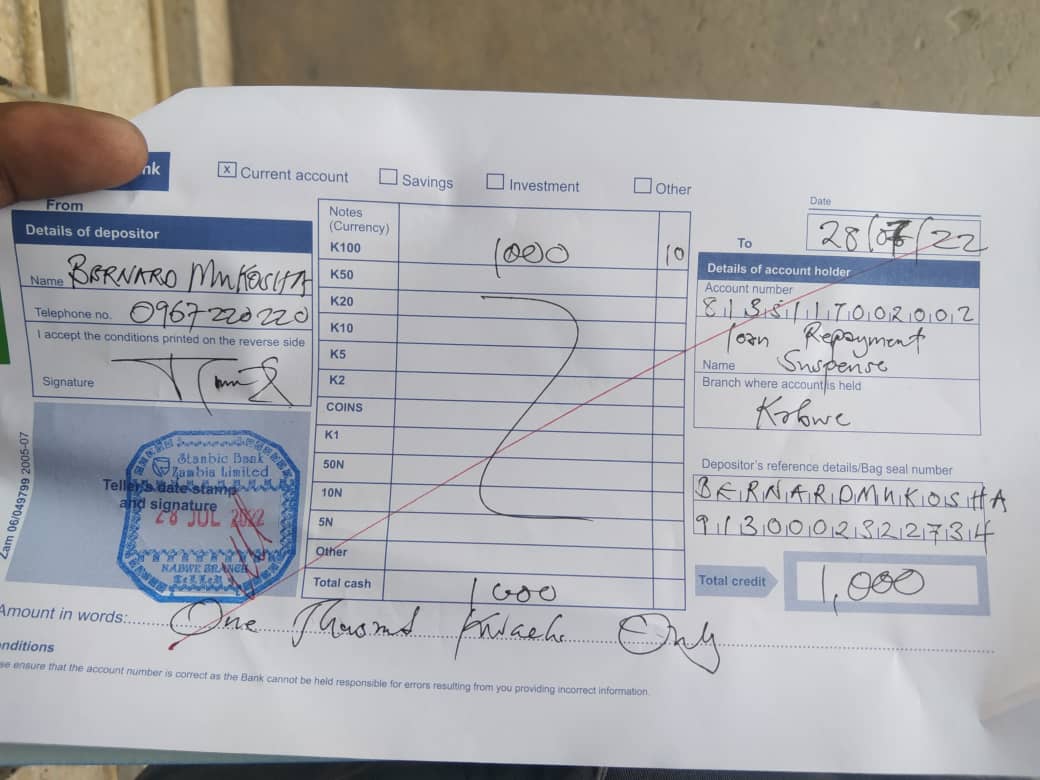 nk
x Current account Savings Investment Other
From
Details of depositor
Name BERNARD MUKOSHA
Telephone no. 0967220220
I accept the conditions printed on the reverse side
Signature
Teller's date stamp
and signature
Stanbic Bank
Zambia Limited
28 JUL 2022
KABWE BRANCH
TELLER
Zam 06/049799 2005-07
Notes
(Currency)
K100 1000 10
K50
K20
K10
K5
K2
COINS
K1
50N
10N
5N
Other
Total cash 1000
Date
28/07/22
To
Details of account holder
Account number
8135117002002
Loan Repayment
Name Suspense
Branch where account is held
Kabwe
Depositor's reference details/Bag seal number
BERNARDMUKOSHA
9130002322734
Total credit 1,000
Amount in words: One Thousand Kwacha Only
nditions
se ensure that the account number is correct as the Bank cannot be held responsible for errors resulting from you providing incorrect information.